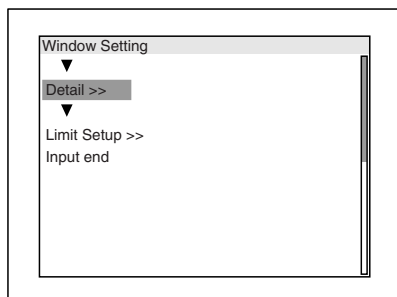 Window Setting
▼
Detail >>
▼
Limit Setup >>
Input end